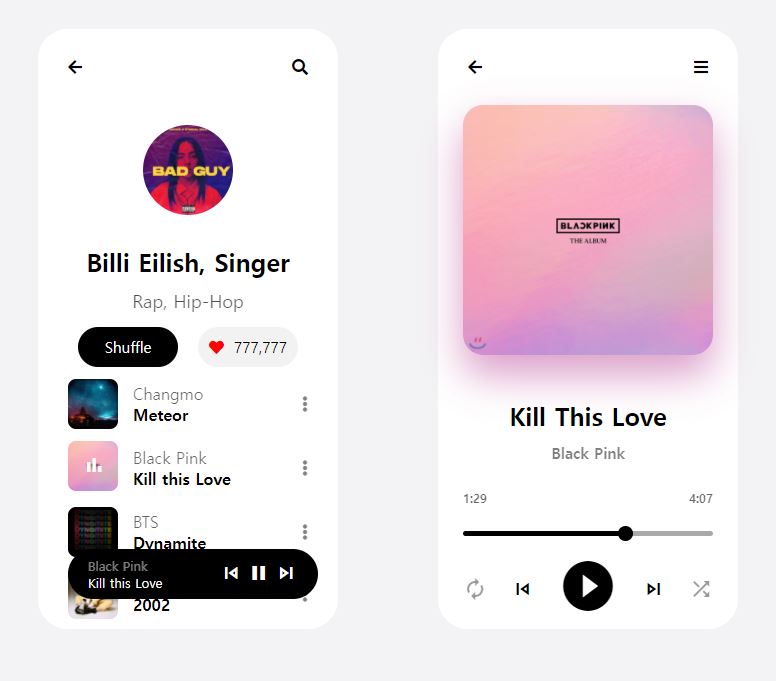 BAD GUY
Billi Eilish, Singer
Rap, Hip-Hop
Shuffle
777,777
Changmo
Meteor
Black Pink
Kill this Love
BTS
Dynamite
Black Pink
Kill this Love
2002
BLACKPINK
THE ALBUM
Kill This Love
Black Pink
1:29
4:07